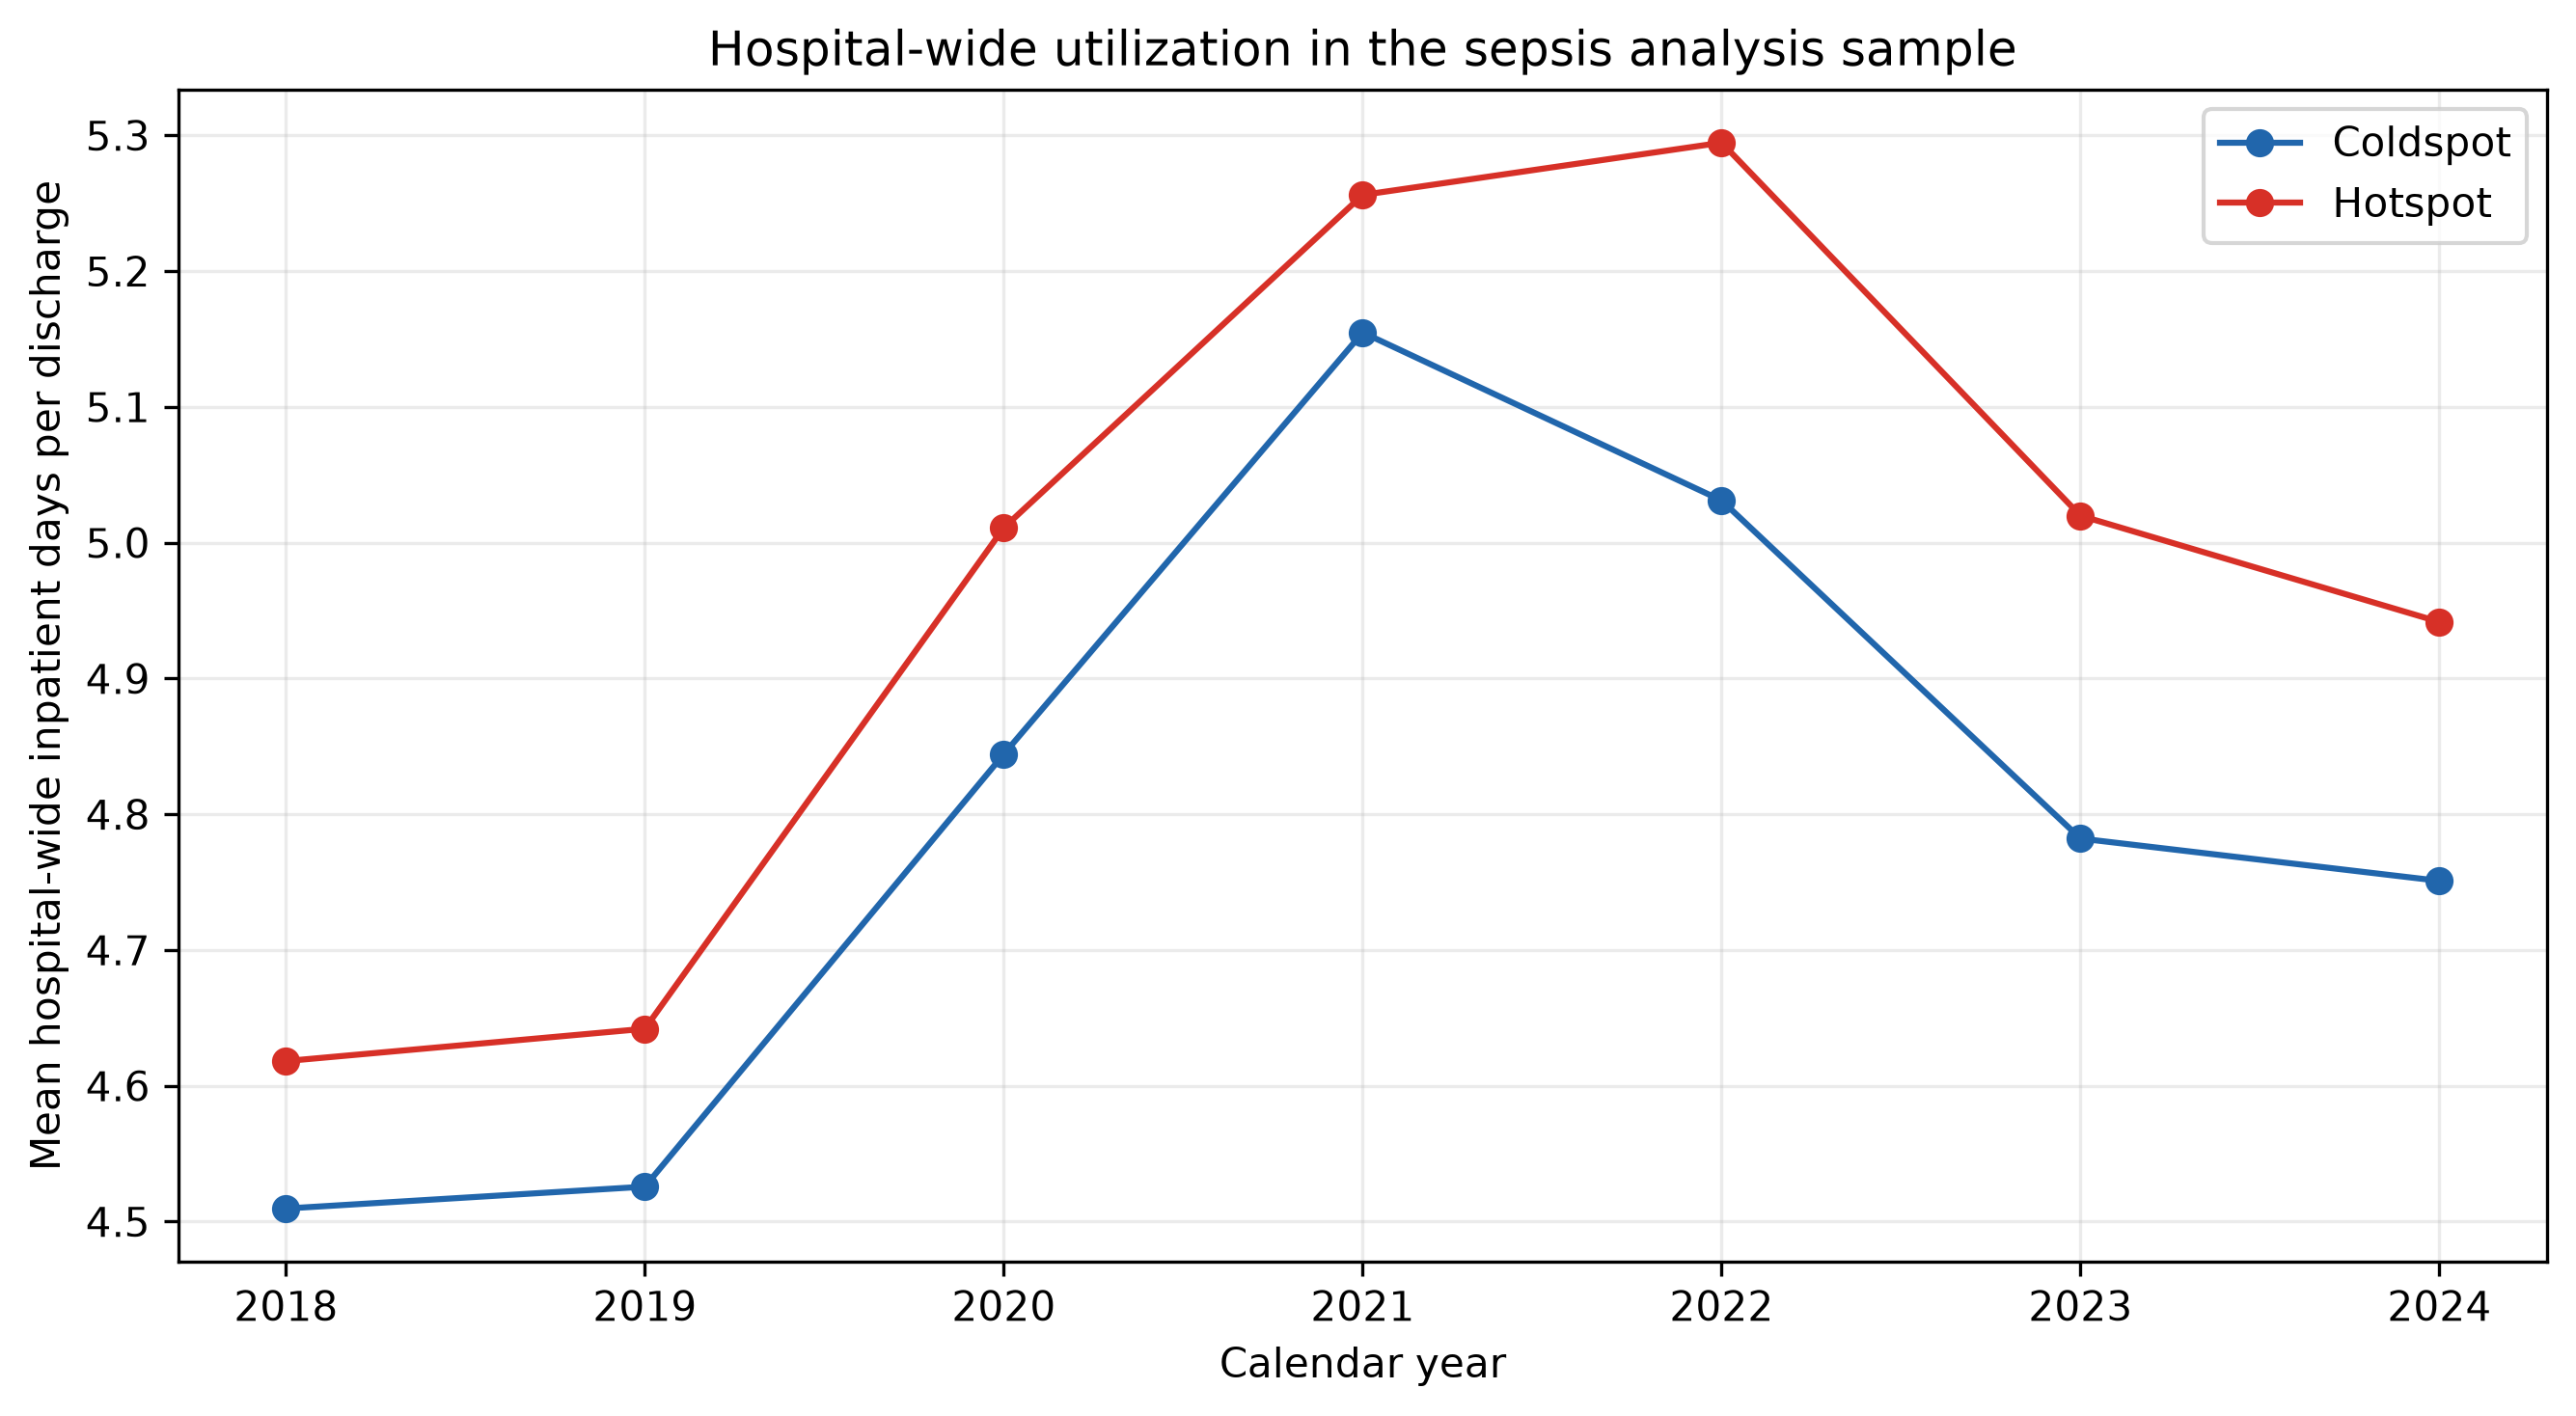 Hospital-wide utilization in the sepsis analysis sample
Mean hospital-wide inpatient days per discharge
5.3
5.2
5.1
5.0
4.9
4.8
4.7
4.6
4.5
Coldspot
Hotspot
2018 2019 2020 2021 2022 2023 2024
Calendar year